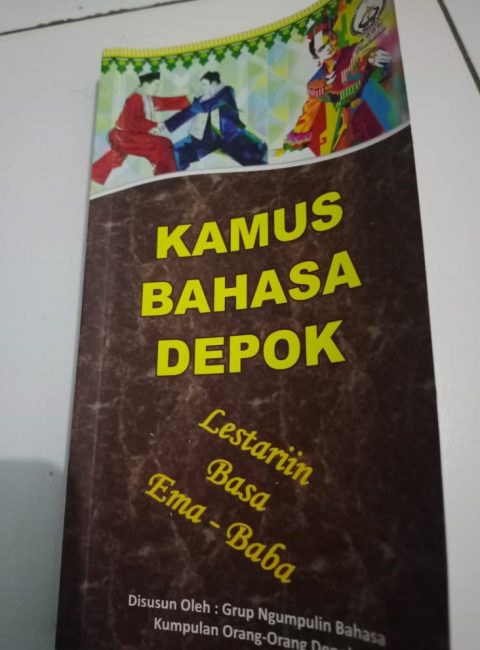 KAMUS
BAHASA
DEPOK
Lestariin
Basa
Ema - Baba
Disusun Oleh : Grup Ngumpulin Bahasa
Kumpulan Orang-Orang